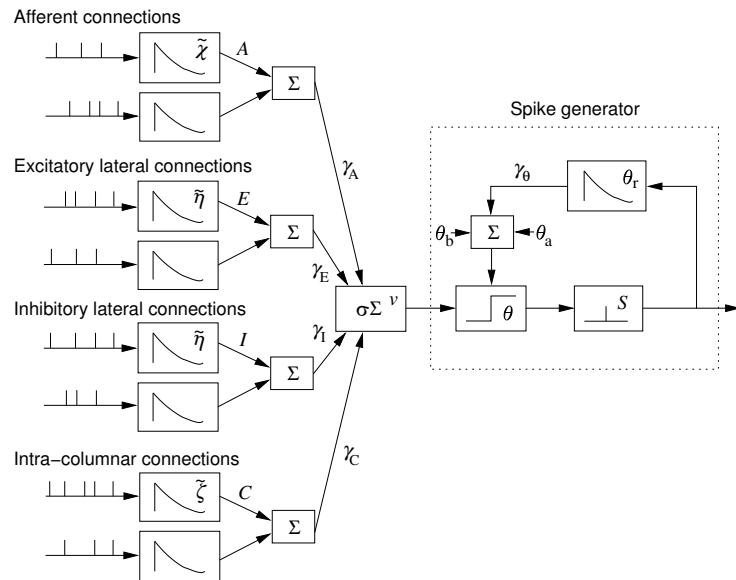 Afferent connections
χ̃ A
Σ
γA
Excitatory lateral connections
η̃ E
Σ
γE
Inhibitory lateral connections
η̃ I
Σ
γI
Intra−columnar connections
ζ̃ C
Σ
γC
σΣ v
Spike generator
γθ θr
θb Σ θa
θ S